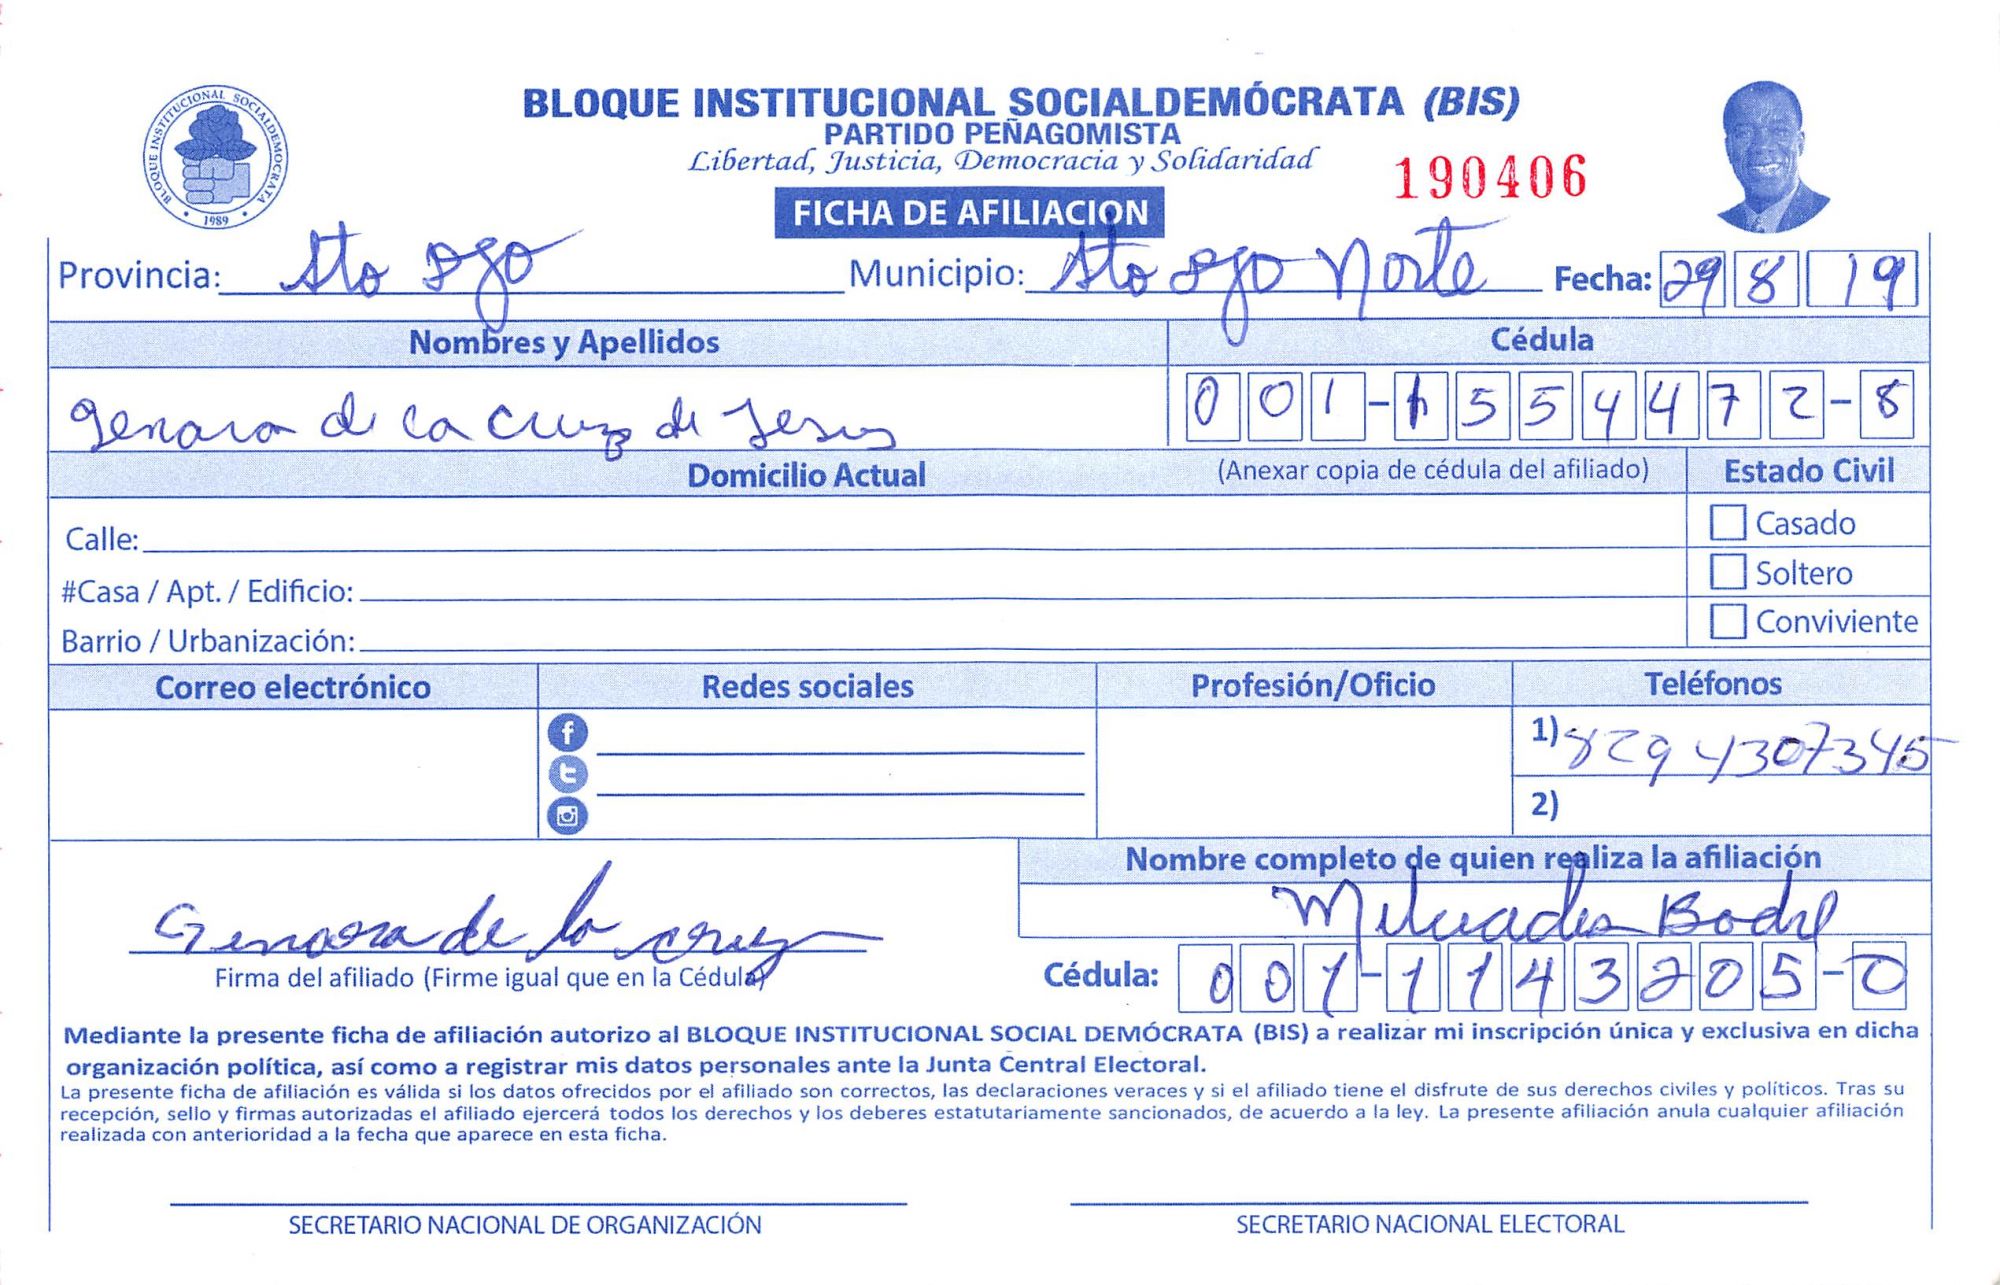 BLOQUE INSTITUCIONAL SOCIALDEMÓCRATA (BIS)
PARTIDO PEÑAGOMISTA
Libertad, Justicia, Democracia y Solidaridad
190406
FICHA DE AFILIACION
BLOQUE INSTITUCIONAL SOCIALDEMOCRATA
1989
Provincia: Sto Dgo Municipio: Sto Dgo Norte Fecha: 29 8 19
Nombres y Apellidos Cédula
Genara de la Cruz de Jesus 001-1554472-8
Domicilio Actual (Anexar copia de cédula del afiliado) Estado Civil
Calle: Casado
#Casa / Apt. / Edificio: Soltero
Barrio / Urbanización: Conviviente
Correo electrónico Redes sociales Profesión/Oficio Teléfonos
1) 829 4307345
2)
Nombre completo de quien realiza la afiliación
Genara de la Cruz
Firma del afiliado (Firme igual que en la Cédula)
Cédula: 001-1143205-0
Mediante la presente ficha de afiliación autorizo al BLOQUE INSTITUCIONAL SOCIAL DEMÓCRATA (BIS) a realizar mi inscripción única y exclusiva en dicha
organización política, así como a registrar mis datos personales ante la Junta Central Electoral.
La presente ficha de afiliación es válida si los datos ofrecidos por el afiliado son correctos, las declaraciones veraces y si el afiliado tiene el disfrute de sus derechos civiles y políticos. Tras su
recepción, sello y firmas autorizadas el afiliado ejercerá todos los derechos y los deberes estatutariamente sancionados, de acuerdo a la ley. La presente afiliación anula cualquier afiliación
realizada con anterioridad a la fecha que aparece en esta ficha.
SECRETARIO NACIONAL DE ORGANIZACIÓN SECRETARIO NACIONAL ELECTORAL